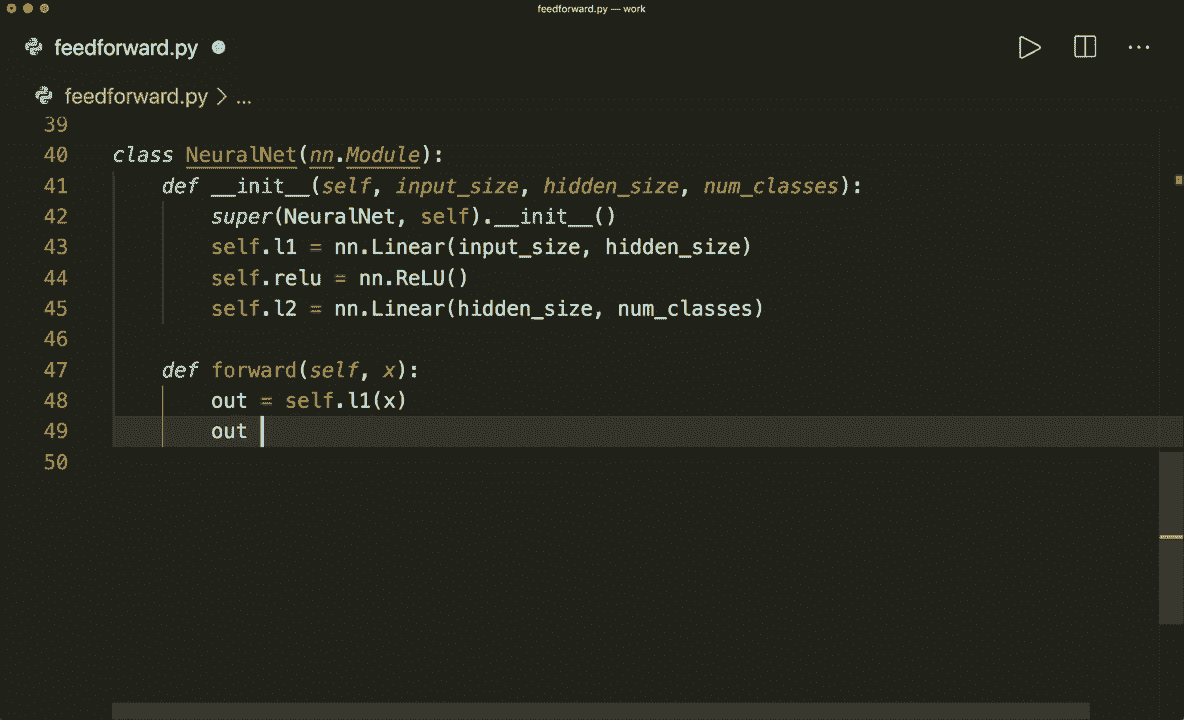 feedforward.py — work
feedforward.py
feedforward.py > ...
39
40 class NeuralNet(nn.Module):
41     def __init__(self, input_size, hidden_size, num_classes):
42         super(NeuralNet, self).__init__()
43         self.l1 = nn.Linear(input_size, hidden_size)
44         self.relu = nn.ReLU()
45         self.l2 = nn.Linear(hidden_size, num_classes)
46
47     def forward(self, x):
48         out = self.l1(x)
49         out
50